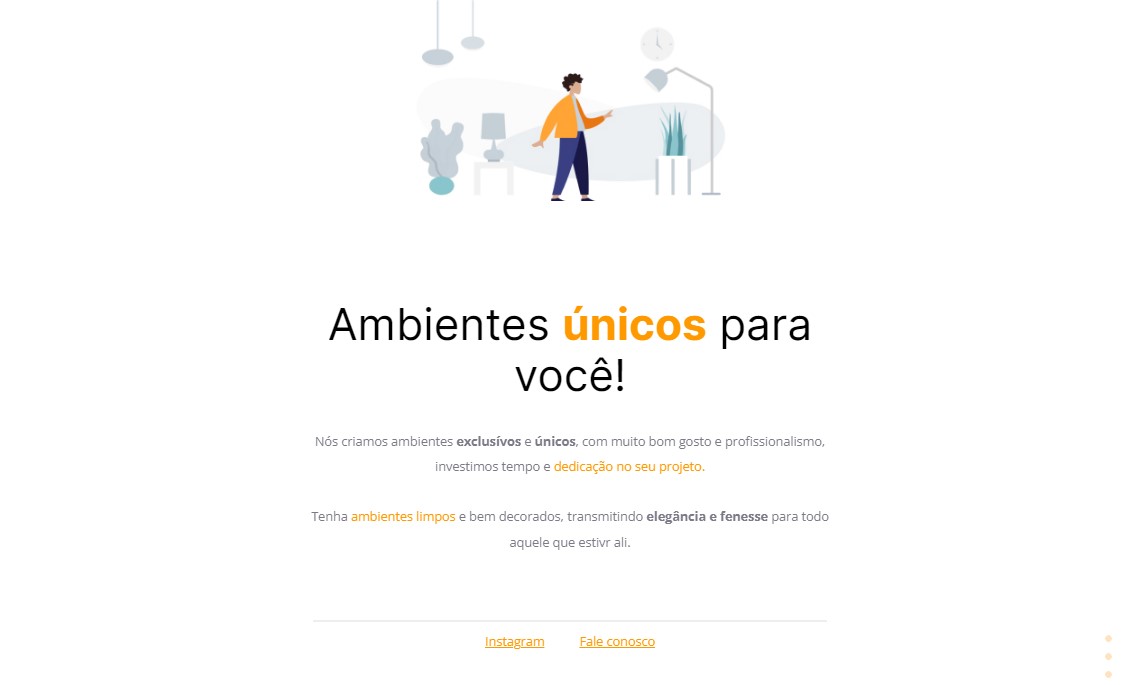 Ambientes únicos para
você!
Nós criamos ambientes exclusívos e únicos, com muito bom gosto e profissionalismo,
investimos tempo e dedicação no seu projeto.
Tenha ambientes limpos e bem decorados, transmitindo elegância e fenesse para todo
aquele que estivr ali.
Instagram Fale conosco